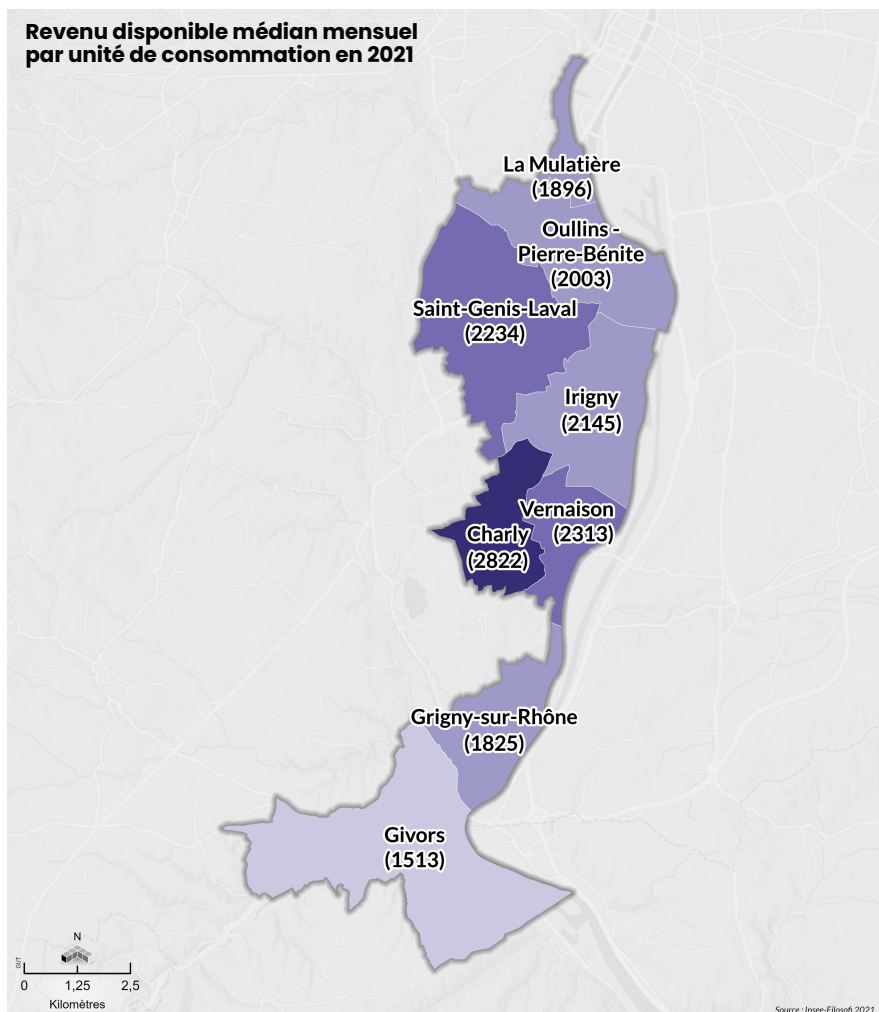 Revenu disponible médian mensuel
par unité de consommation en 2021
La Mulatière
(1896)
Oullins -
Pierre-Bénite
(2003)
Saint-Genis-Laval
(2234)
Irigny
(2145)
Vernaison
(2313)
Charly
(2822)
Grigny-sur-Rhône
(1825)
Givors
(1513)
N
GUT
0 1,25 2,5
Kilomètres
Source : Insee-Filosofi 2021